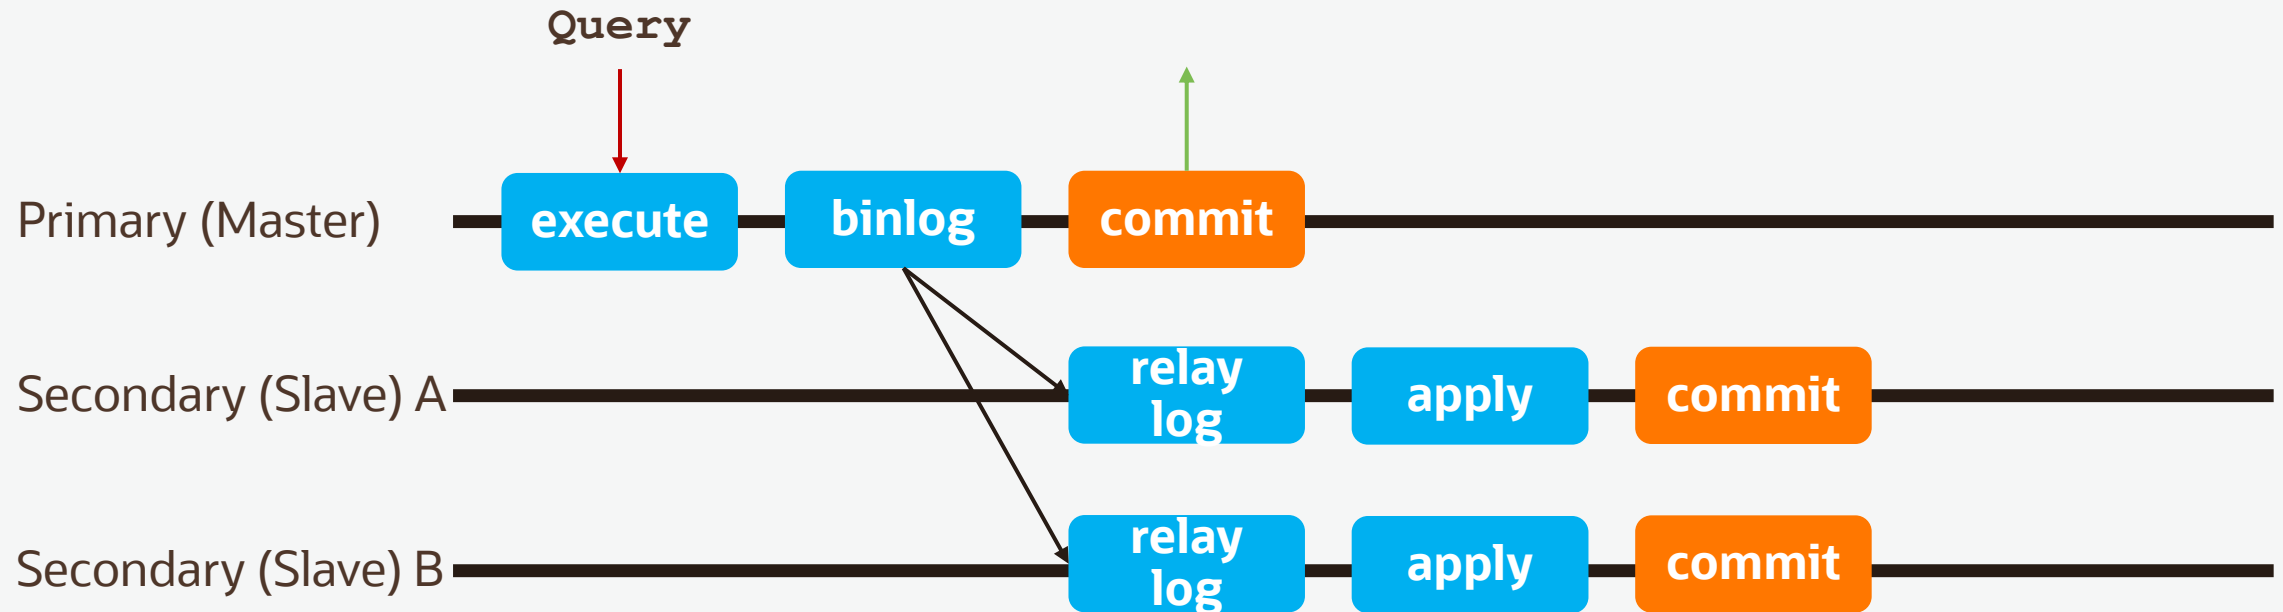 Query
Primary (Master)
execute
binlog
commit
Secondary (Slave) A
relay
log
apply
commit
Secondary (Slave) B
relay
log
apply
commit